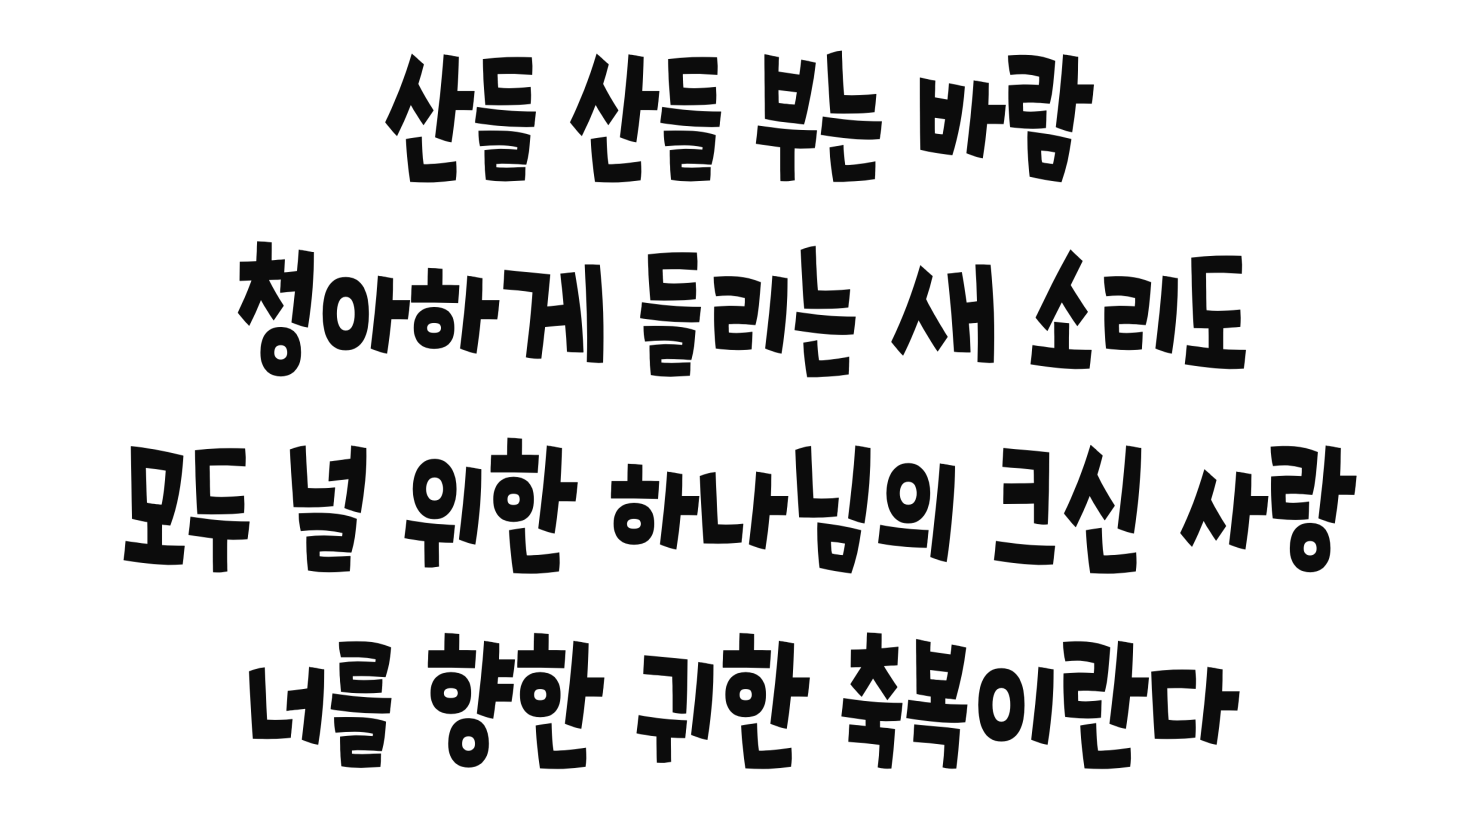 산들 산들 부는 바람
청아하게 들리는 새 소리도
모두 널 위한 하나님의 크신 사랑
너를 향한 귀한 축복이란다